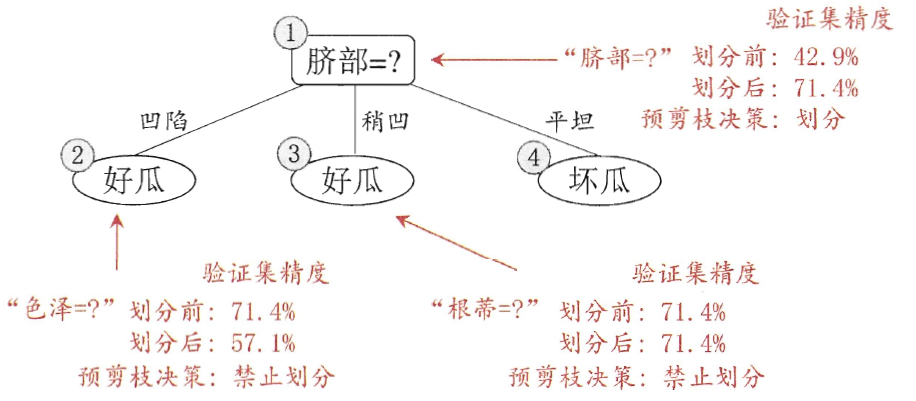 验证集精度
①
脐部=?
“脐部=?” 划分前: 42.9%
划分后: 71.4%
预剪枝决策: 划分
凹陷
稍凹
平坦
②
好瓜
③
好瓜
④
坏瓜
验证集精度
“色泽=?” 划分前: 71.4%
划分后: 57.1%
预剪枝决策: 禁止划分
验证集精度
“根蒂=?” 划分前: 71.4%
划分后: 71.4%
预剪枝决策: 禁止划分